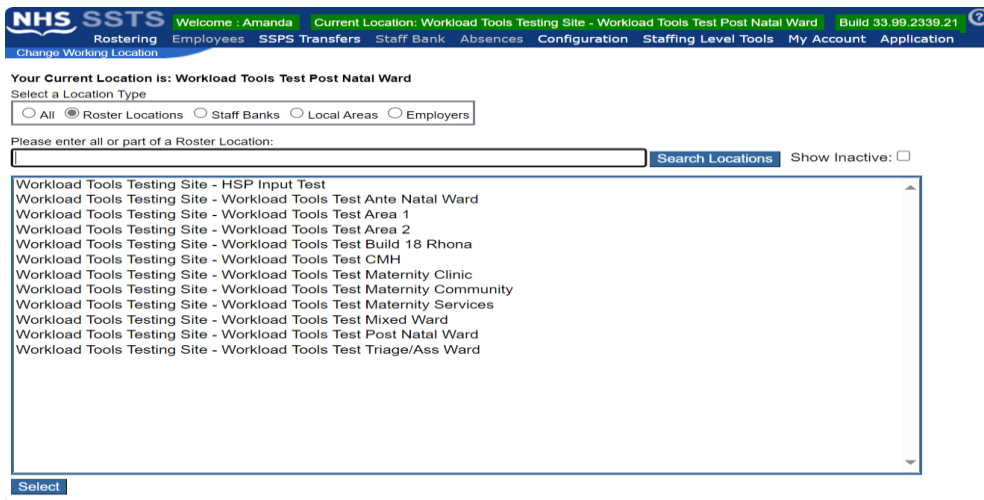 NHS SSTS Welcome : Amanda Current Location: Workload Tools Testing Site - Workload Tools Test Post Natal Ward Build 33.99.2339.21 ?
Rostering Employees SSPS Transfers Staff Bank Absences Configuration Staffing Level Tools My Account Application
Change Working Location
Your Current Location is: Workload Tools Test Post Natal Ward
Select a Location Type
All Roster Locations Staff Banks Local Areas Employers
Please enter all or part of a Roster Location:
Search Locations Show Inactive:
Workload Tools Testing Site - HSP Input Test
Workload Tools Testing Site - Workload Tools Test Ante Natal Ward
Workload Tools Testing Site - Workload Tools Test Area 1
Workload Tools Testing Site - Workload Tools Test Area 2
Workload Tools Testing Site - Workload Tools Test Build 18 Rhona
Workload Tools Testing Site - Workload Tools Test CMH
Workload Tools Testing Site - Workload Tools Test Maternity Clinic
Workload Tools Testing Site - Workload Tools Test Maternity Community
Workload Tools Testing Site - Workload Tools Test Maternity Services
Workload Tools Testing Site - Workload Tools Test Mixed Ward
Workload Tools Testing Site - Workload Tools Test Post Natal Ward
Workload Tools Testing Site - Workload Tools Test Triage/Ass Ward
Select